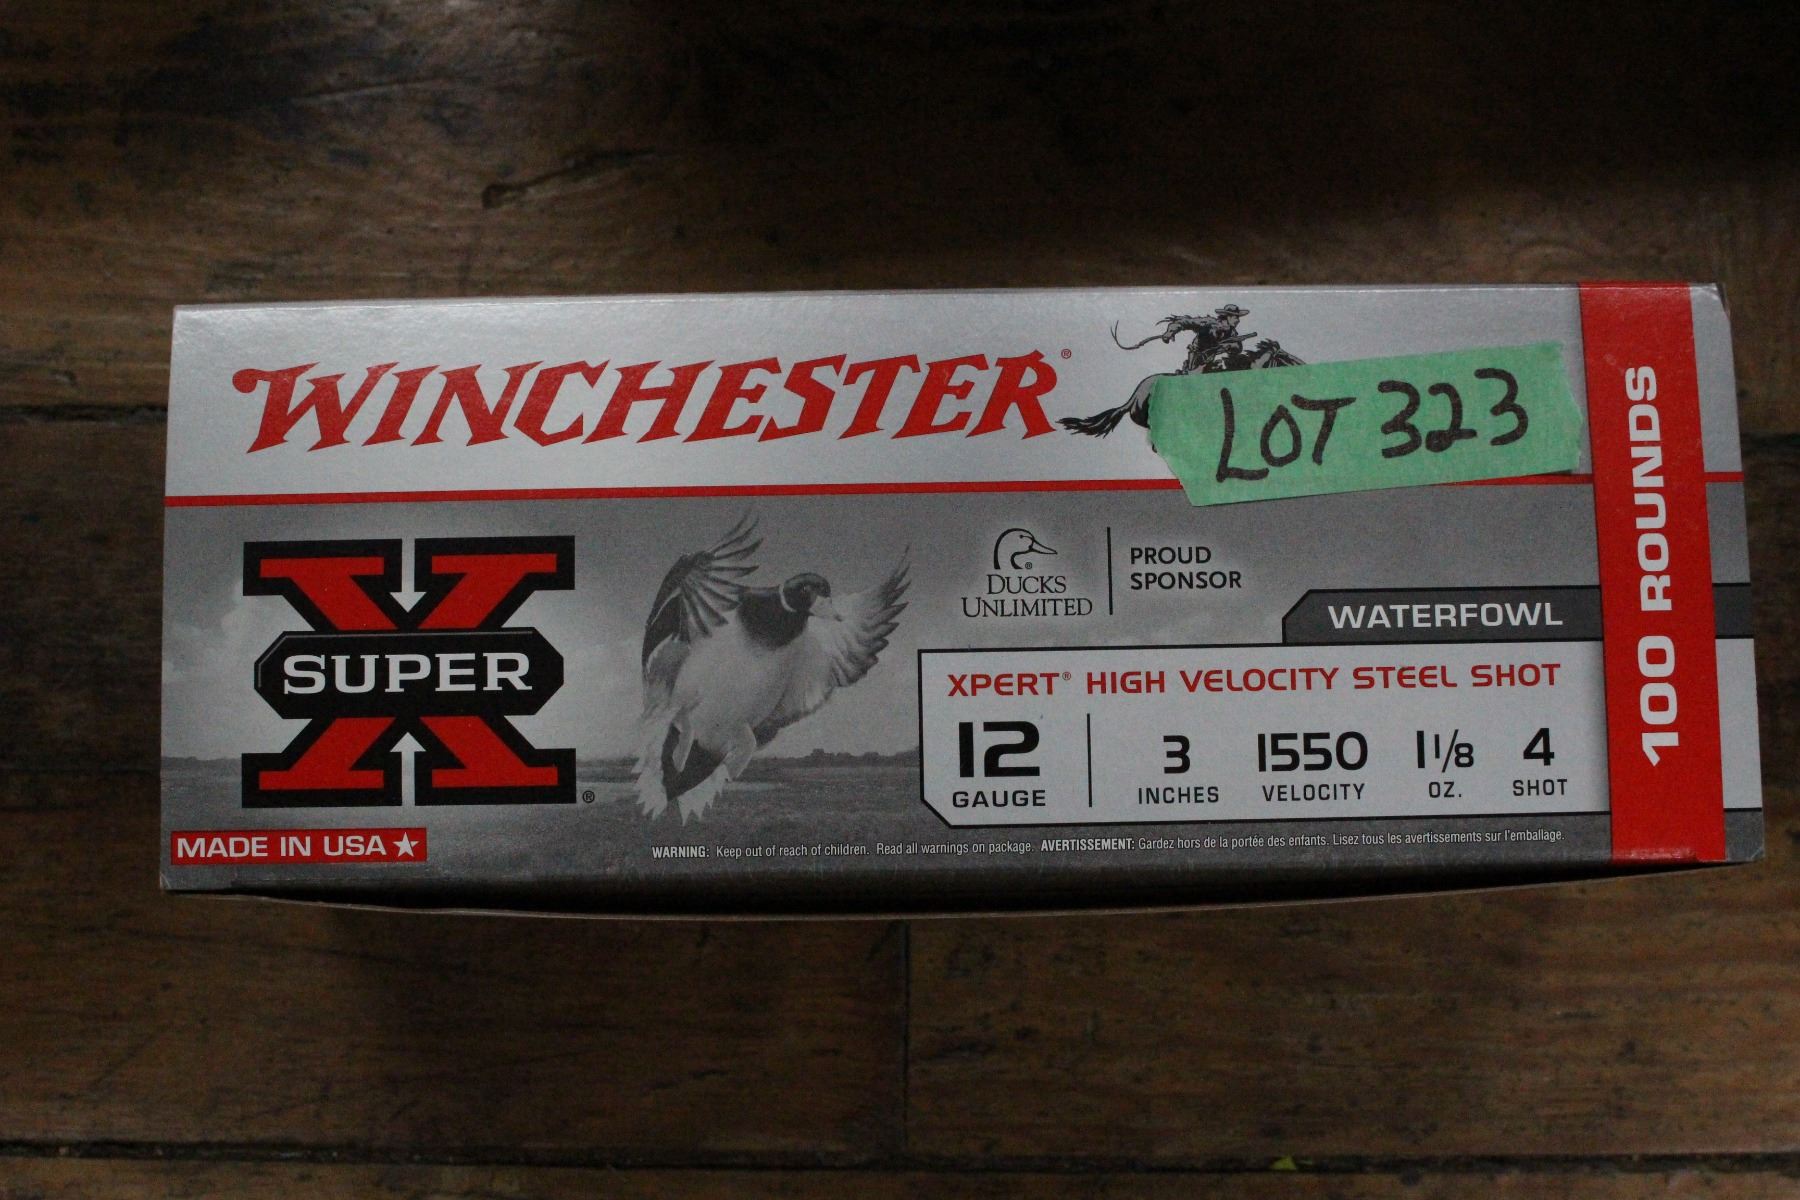 WINCHESTER®
LOT 323
100 ROUNDS
SUPER X®
DUCKS
UNLIMITED
PROUD
SPONSOR
WATERFOWL
XPERT® HIGH VELOCITY STEEL SHOT
12 3 1550 1 1/8 4
GAUGE INCHES VELOCITY OZ. SHOT
MADE IN USA
WARNING: Keep out of reach of children. Read all warnings on package. AVERTISSEMENT: Gardez hors de la portée des enfants. Lisez tous les avertissements sur l'emballage.